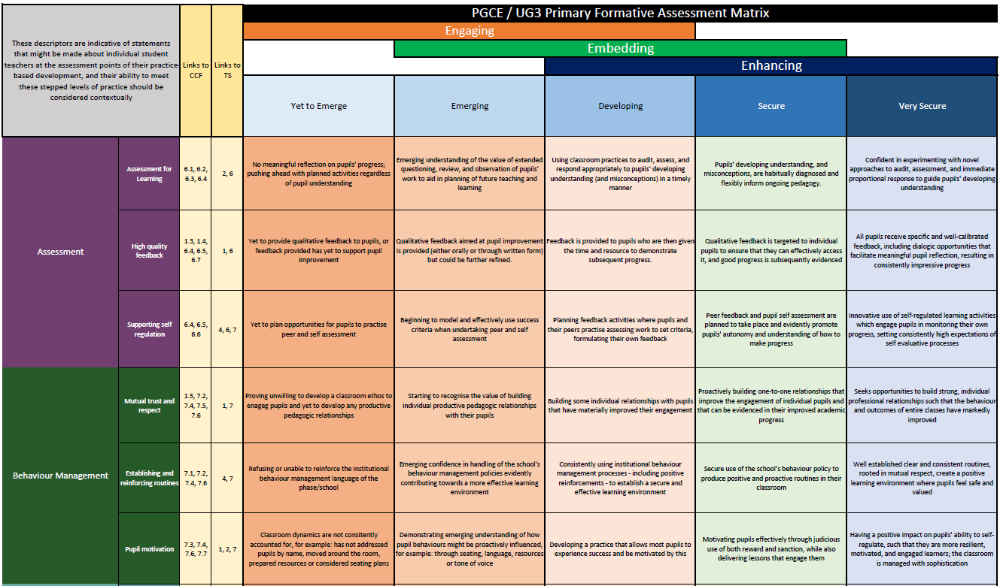 PGCE / UG3 Primary Formative Assessment Matrix
Engaging
Embedding
Enhancing
These descriptors are indicative of statements
that might be made about individual student
teachers at the assessment points of their practice-
based development, and their ability to meet
these stepped levels of practice should be
considered contextually
Links to
CCF
Links to
TS
Yet to Emerge
Emerging
Developing
Secure
Very Secure
Assessment
Assessment for
Learning
6.1, 6.2,
6.3, 6.4
2, 6
No meaningful reflection on pupils' progress;
pushing ahead with planned activities regardless
of pupil understanding
Emerging understanding of the value of extended
questioning, review, and observation of pupils'
work to aid in planning of future teaching and
learning
Using classroom practices to audit, assess, and
respond appropriately to pupils' developing
understanding (and misconceptions) in a timely
manner
Pupils' developing understanding, and
misconceptions, are habitually diagnosed and
flexibly inform ongoing pedagogy.
Confident in experimenting with novel
approaches to audit, assessment, and immediate
proportional response to guide pupils' developing
understanding
High quality
feedback
1.3, 1.4,
6.4, 6.5,
6.7
1, 6
Yet to provide qualitative feedback to pupils, or
feedback provided has yet to support pupil
improvement
Qualitative feedback aimed at pupil improvement
is provided (either orally or through written form)
but could be further refined.
Feedback is provided to pupils who are then given
the time and resource to demonstrate
subsequent progress.
Qualitative feedback is targeted to individual
pupils to ensure that they can effectively access
it, and good progress is subsequently evidenced
All pupils receive specific and well-calibrated
feedback, including dialogic opportunities that
facilitate meaningful pupil reflection, resulting in
consistently impressive progress
Supporting self
regulation
6.4, 6.5,
6.6
4, 6, 7
Yet to plan opportunities for pupils to practise
peer and self assessment
Beginning to model and effectively use success
criteria when undertaking peer and self
assessment
Planning feedback activities where pupils and
their peers practise assessing work to set criteria,
formulating their own feedback
Peer feedback and pupil self assessment are
planned to take place and evidently promote
pupils' autonomy and understanding of how to
make progress
Innovative use of self-regulated learning activities
which engage pupils in monitoring their own
progress, setting consistently high expectations of
self evaluative processes
Behaviour Management
Mutual trust and
respect
1.5, 7.2,
7.4, 7.5,
7.6
1, 7
Proving unwilling to develop a classroom ethos to
enageg pupils and yet to develop any productive
pedagogic relationships
Starting to recognise the value of building
individual productive pedagogic relationships
with their pupils
Building some individual relationships with pupils
that have materially improved their engagement
Proactively building one-to-one relationships that
improve the engagement of individual pupils and
that can be evidenced in their improved academic
progress
Seeks opportunities to build strong, individual
professional relationships such that the behaviour
and outcomes of entire classes have markedly
improved
Establishing and
reinforcing routines
7.1, 7.2,
7.4, 7.6
4, 7
Refusing or unable to reinforce the institutional
behaviour management language of the
phase/school
Emerging confidence in handling of the school's
behaviour management policies evidently
contributing towards a more effective learning
environment
Consistently using institutional behaviour
management processes - including positive
reinforcements - to establish a secure and
effective learning environment
Secure use of the school's behaviour policy to
produce positive and proactive routines in their
classroom
Well established clear and consistent routines,
rooted in mutual respect, create a positive
learning environment where pupils feel safe and
valued
Pupil motivation
7.3, 7.4,
7.6, 7.7
1, 2, 7
Classroom dynamics are not consitently
accounted for, for example: has not addressed
pupils by name, moved around the room,
prepared resources or considered seating plans
Demonstrating emerging understanding of how
pupil behaviours might be proactively influenced,
for example: through seating, language, resources
or tone of voice
Developing a practice that allows most pupils to
experience success and be motivated by this
Motivating pupils effectively through judicious
use of both reward and sanction, while also
delivering lessons that engage them
Having a positive impact on pupils' ability to self-
regulate, such that they are more resilient,
motivated, and engaged learners; the classroom
is managed with sophistication